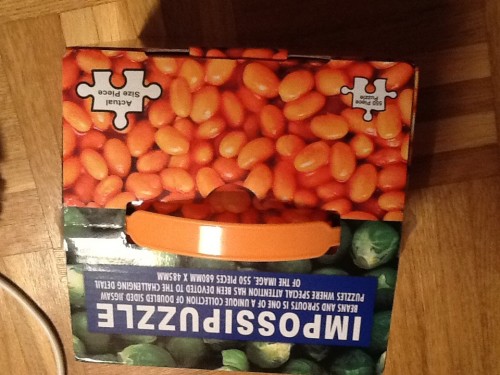 IMPOSSIPUZZLE
BEANS AND SPROUTS IS ONE OF A UNIQUE COLLECTION OF DOUBLED SIDED JIGSAW
PUZZLES WHERE SPECIAL ATTENTION HAS BEEN DEVOTED TO THE CHALLENGING DETAIL
OF THE IMAGE. 550 PIECES 680MM X 485MM
550 Piece
Puzzle
Actual
Size Piece